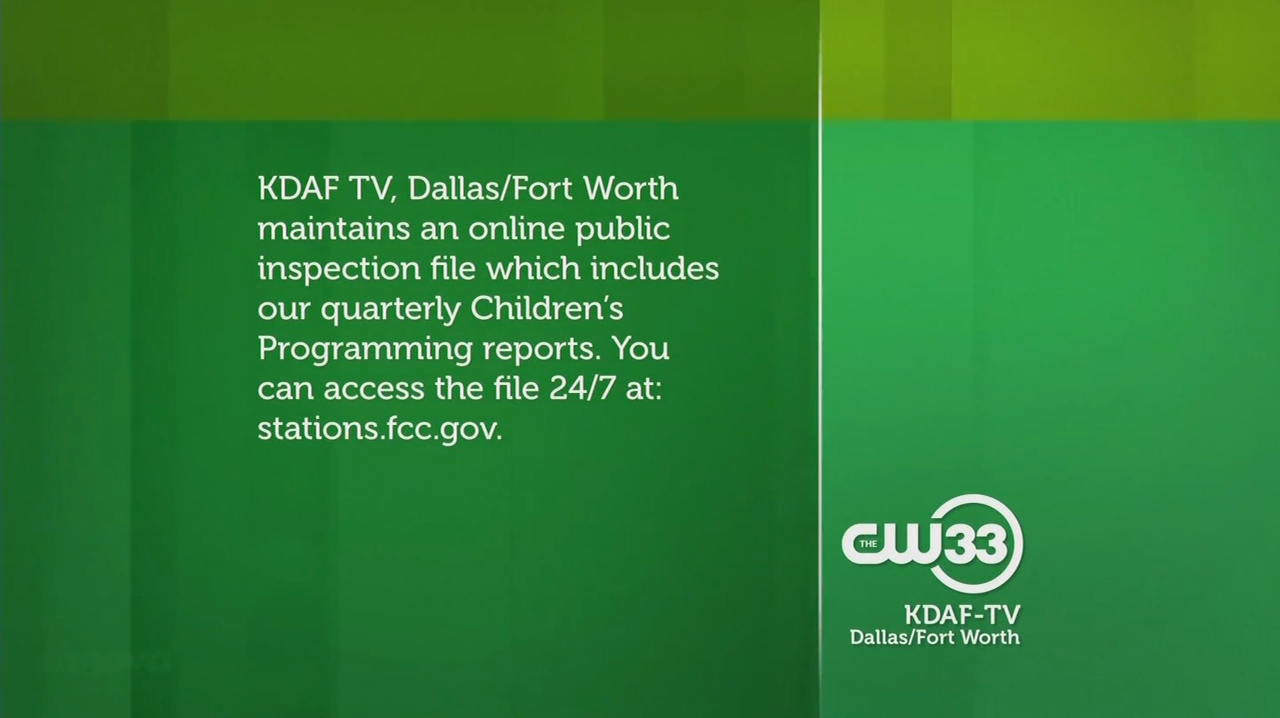 KDAF TV, Dallas/Fort Worth
maintains an online public
inspection file which includes
our quarterly Children's
Programming reports. You
can access the file 24/7 at:
stations.fcc.gov.
THE CW33
KDAF-TV
Dallas/Fort Worth